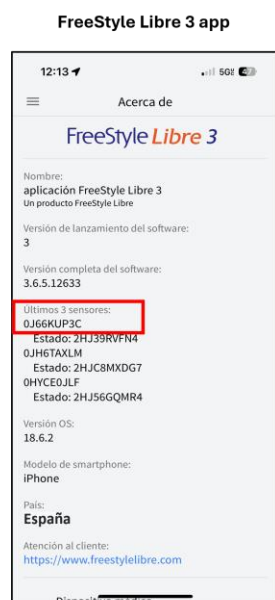 FreeStyle Libre 3 app
12:13
5G
Acerca de
FreeStyle Libre 3
Nombre:
aplicación FreeStyle Libre 3
Un producto FreeStyle Libre
Versión de lanzamiento del software:
3
Versión completa del software:
3.6.5.12633
Últimos 3 sensores:
0J66KUP3C
Estado: 2HJ39RVFN4
0JH6TAXLM
Estado: 2HJC8MXDG7
0HYCE0JLF
Estado: 2HJ56GQMR4
Versión OS:
18.6.2
Modelo de smartphone:
iPhone
País:
España
Atención al cliente:
https://www.freestylelibre.com